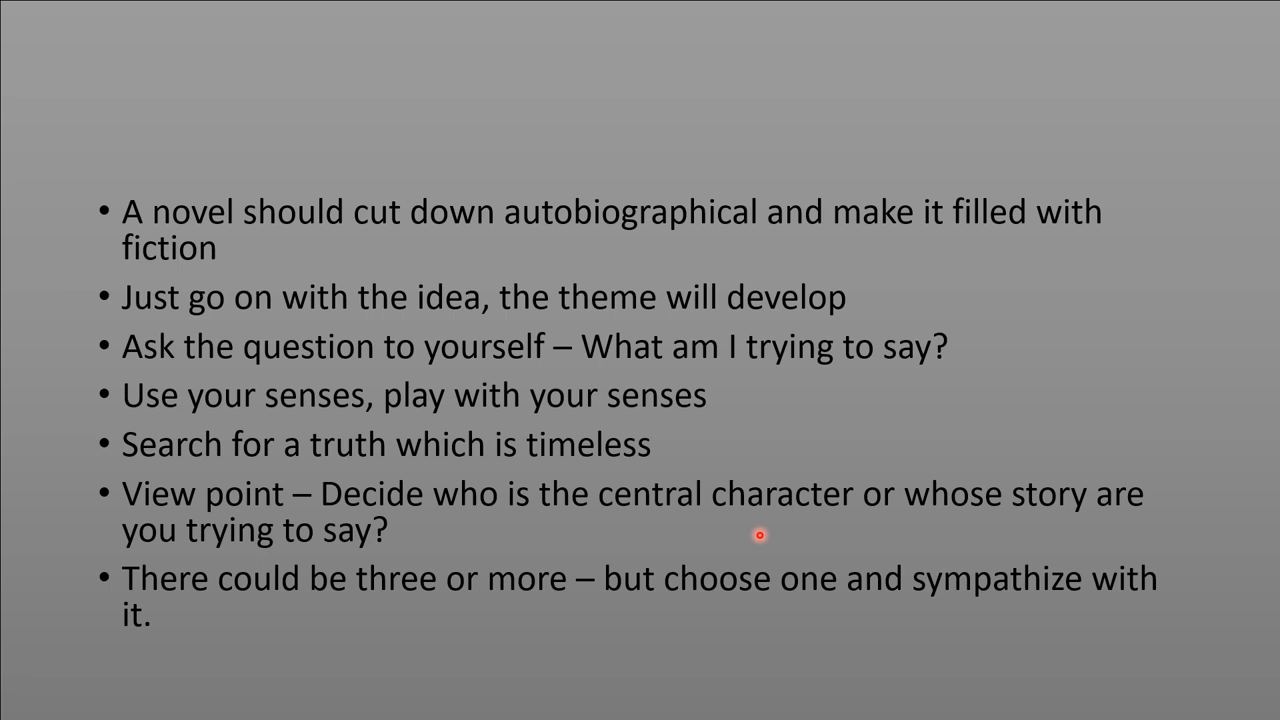 • A novel should cut down autobiographical and make it filled with
fiction
• Just go on with the idea, the theme will develop
• Ask the question to yourself – What am I trying to say?
• Use your senses, play with your senses
• Search for a truth which is timeless
• View point – Decide who is the central character or whose story are
you trying to say?
• There could be three or more – but choose one and sympathize with
it.